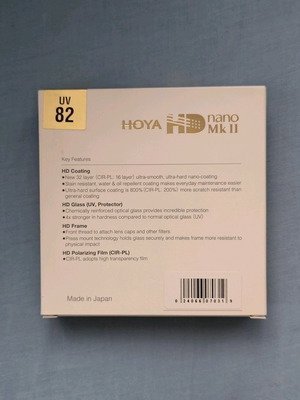 UV
82
HOYA HD nano
Mk II
Key Features
HD Coating
●New 32 layer (CIR-PL: 16 layer) ultra-smooth, ultra-hard nano-coating
●Stain resistant, water & oil repellent coating makes everyday maintenance easier
●Ultra-hard surface coating is 800% (CIR-PL: 200%) more scratch resistant than
general coating
HD Glass (UV, Protector)
●Chemically reinforced optical glass provides incredible protection
●4x stronger in hardness compared to normal optical glass (UV)
HD Frame
●Front thread to attach lens caps and other filters
●Press mount technology holds glass securely and makes frame more resistant to
physical impact
HD Polarizing Film (CIR-PL)
●CIR-PL adopts high transparency film
Made in Japan